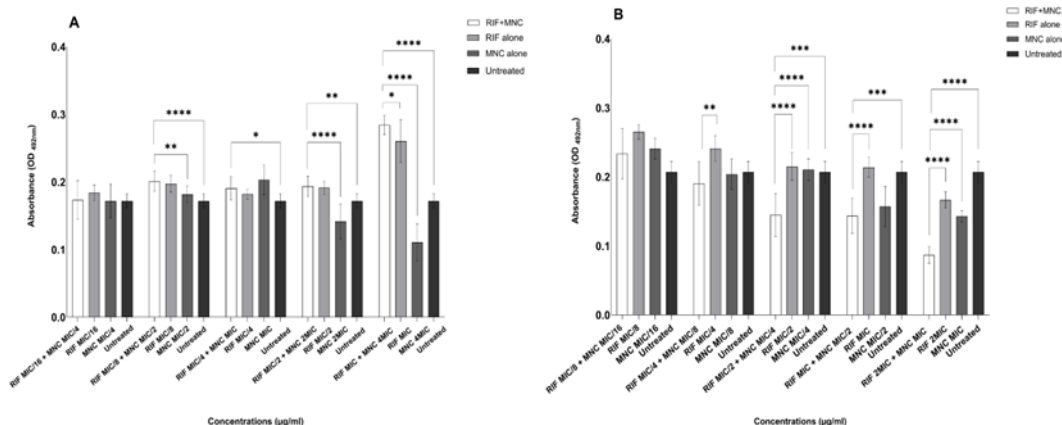 A
RIF+MNC
RIF alone
MNC alone
Untreated
Absorbance (OD 492nm)
0.4
0.3
0.2
0.1
0.0
**** ** * ** **** **** **** *
RIF MIC/16 + MNC MIC/4
RIF MIC/16
MNC MIC/4
Untreated
RIF MIC/8 + MNC MIC/2
RIF MIC/8
MNC MIC/2
Untreated
RIF MIC/4 + MNC MIC
RIF MIC/4
MNC MIC
Untreated
RIF MIC/2 + MNC 2MIC
RIF MIC/2
MNC 2MIC
Untreated
RIF MIC + MNC 4MIC
RIF MIC
MNC 4MIC
Untreated
Concentrations (µg/ml)
B
RIF+MNC
RIF alone
MNC alone
Untreated
Absorbance (OD 492nm)
0.4
0.3
0.2
0.1
0.0
** *** **** **** *** **** **** **** ****
RIF MIC/8 + MNC MIC/16
RIF MIC/8
MNC MIC/16
Untreated
RIF MIC/4 + MNC MIC/8
RIF MIC/4
MNC MIC/8
Untreated
RIF MIC/2 + MNC MIC/4
RIF MIC/2
MNC MIC/4
Untreated
RIF MIC + MNC MIC/2
RIF MIC
MNC MIC/2
Untreated
RIF 2MIC + MNC MIC
RIF 2MIC
MNC MIC
Untreated
Concentrations (µg/ml)